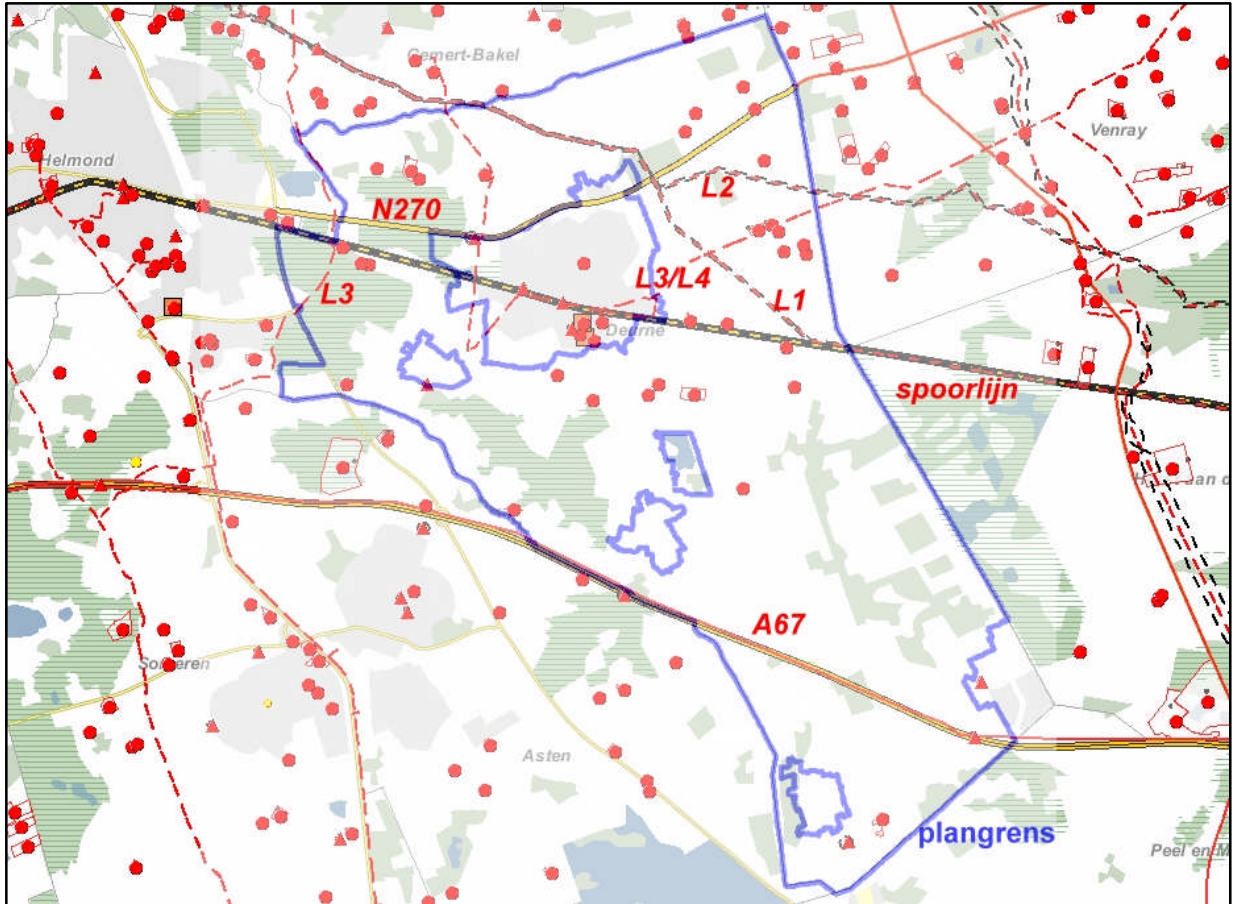 Gemert-Bakel
Helmond
Venray
N270
L2
L3
L3/L4
L1
Deurne
spoorlijn
A67
Someren
Asten
plangrens